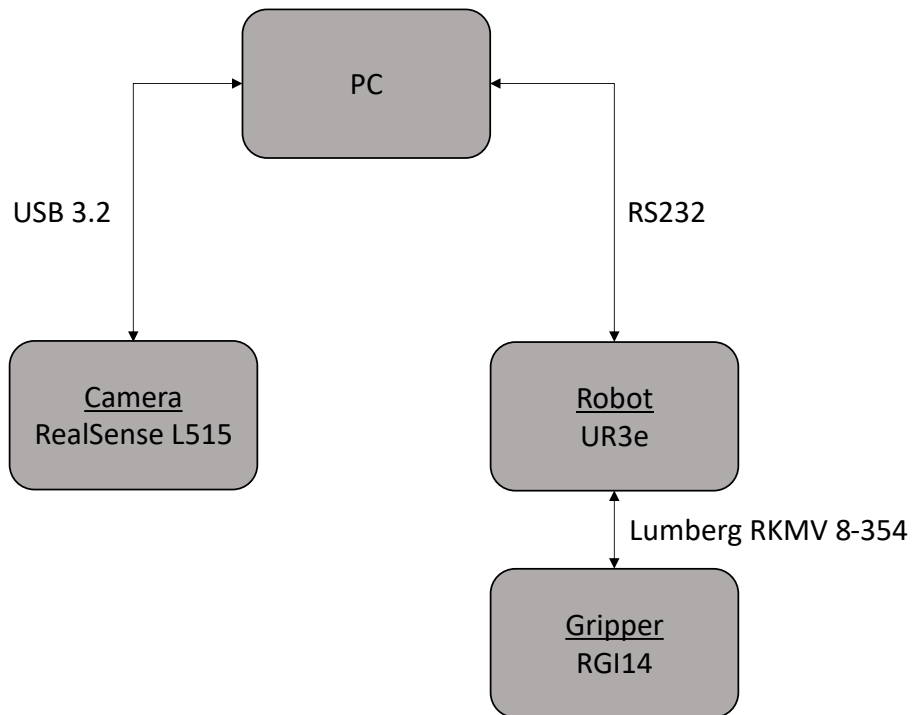 PC
USB 3.2
RS232
Camera
RealSense L515
Robot
UR3e
Lumberg RKMV 8-354
Gripper
RGI14